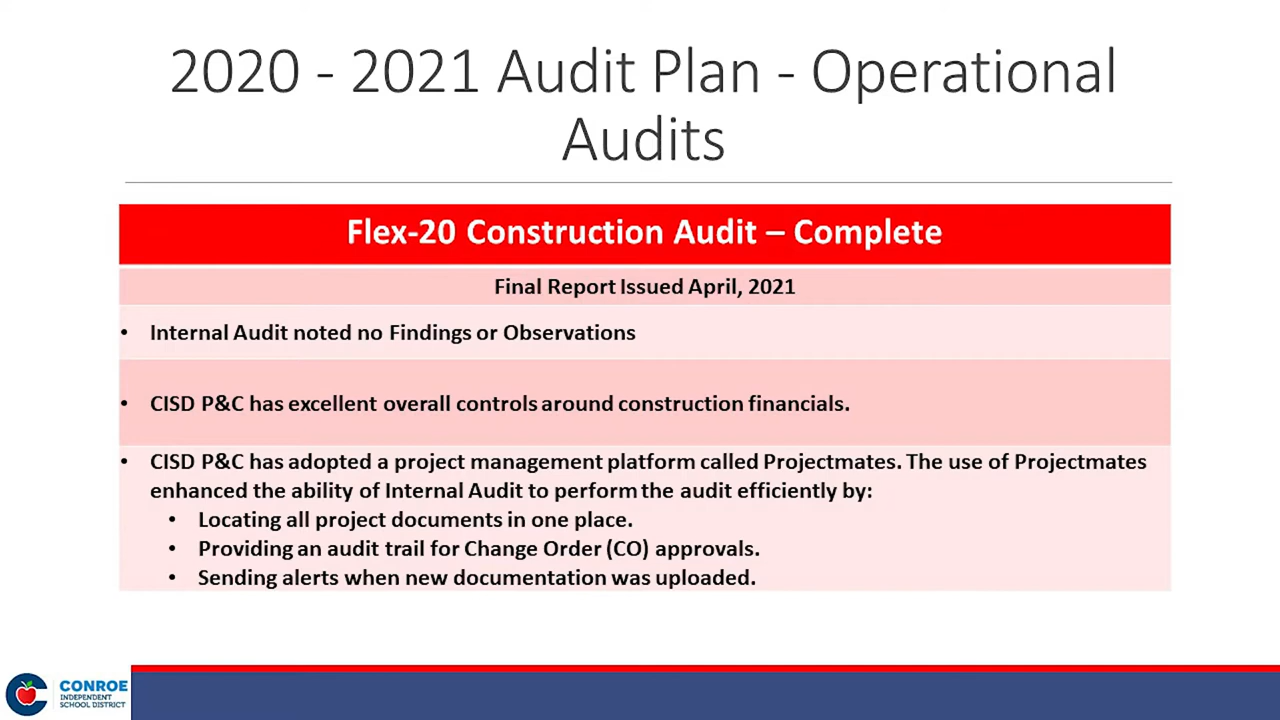 2020 - 2021 Audit Plan - Operational
Audits
Flex-20 Construction Audit – Complete
Final Report Issued April, 2021
• Internal Audit noted no Findings or Observations
• CISD P&C has excellent overall controls around construction financials.
• CISD P&C has adopted a project management platform called Projectmates. The use of Projectmates
enhanced the ability of Internal Audit to perform the audit efficiently by:
• Locating all project documents in one place.
• Providing an audit trail for Change Order (CO) approvals.
• Sending alerts when new documentation was uploaded.
CONROE
INDEPENDENT
SCHOOL DISTRICT